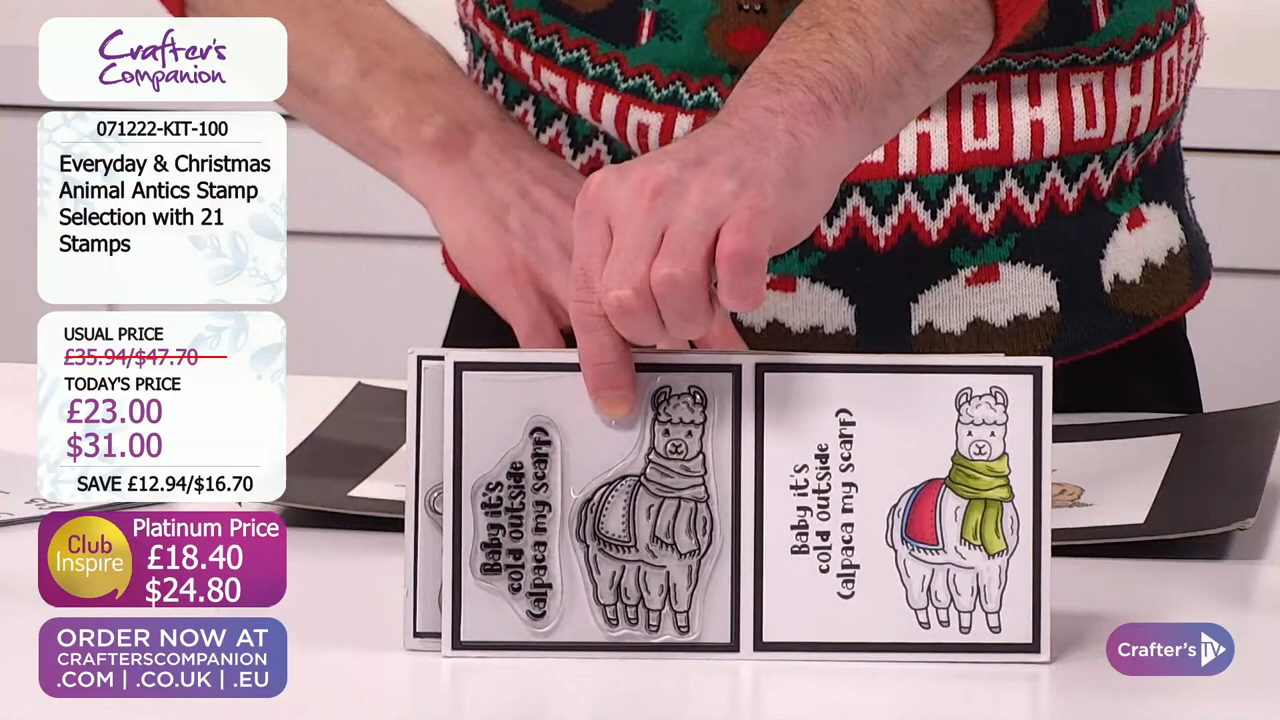 Crafter's
Companion
071222-KIT-100
Everyday & Christmas
Animal Antics Stamp
Selection with 21
Stamps
USUAL PRICE
£35.94/$47.70
TODAY'S PRICE
£23.00
$31.00
SAVE £12.94/$16.70
Club
Inspire
Platinum Price
£18.40
$24.80
ORDER NOW AT
CRAFTERSCOMPANION
.COM | .CO.UK | .EU
HOHOHOHOH
Baby it's
cold outside
(alpaca my scarf)
Baby it's
cold outside
(alpaca my scarf)
Crafter's TV